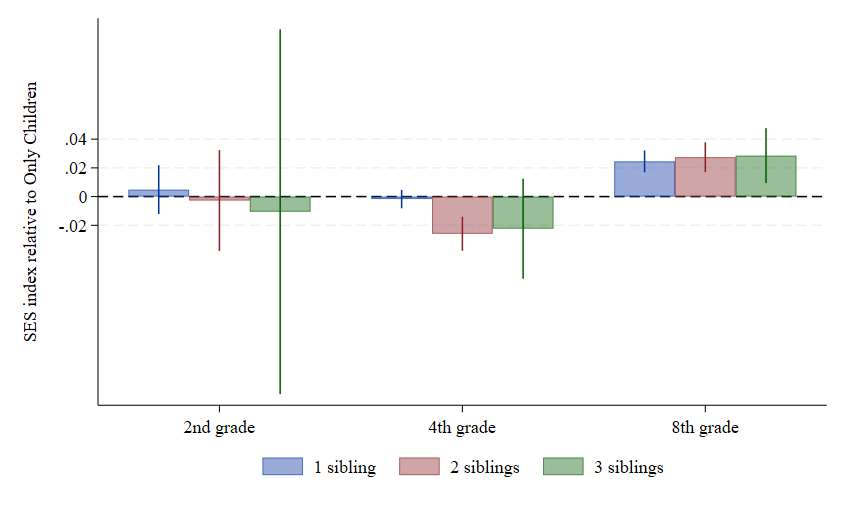 SES index relative to Only Children
.04
.02
0
-.02
2nd grade
4th grade
8th grade
1 sibling
2 siblings
3 siblings